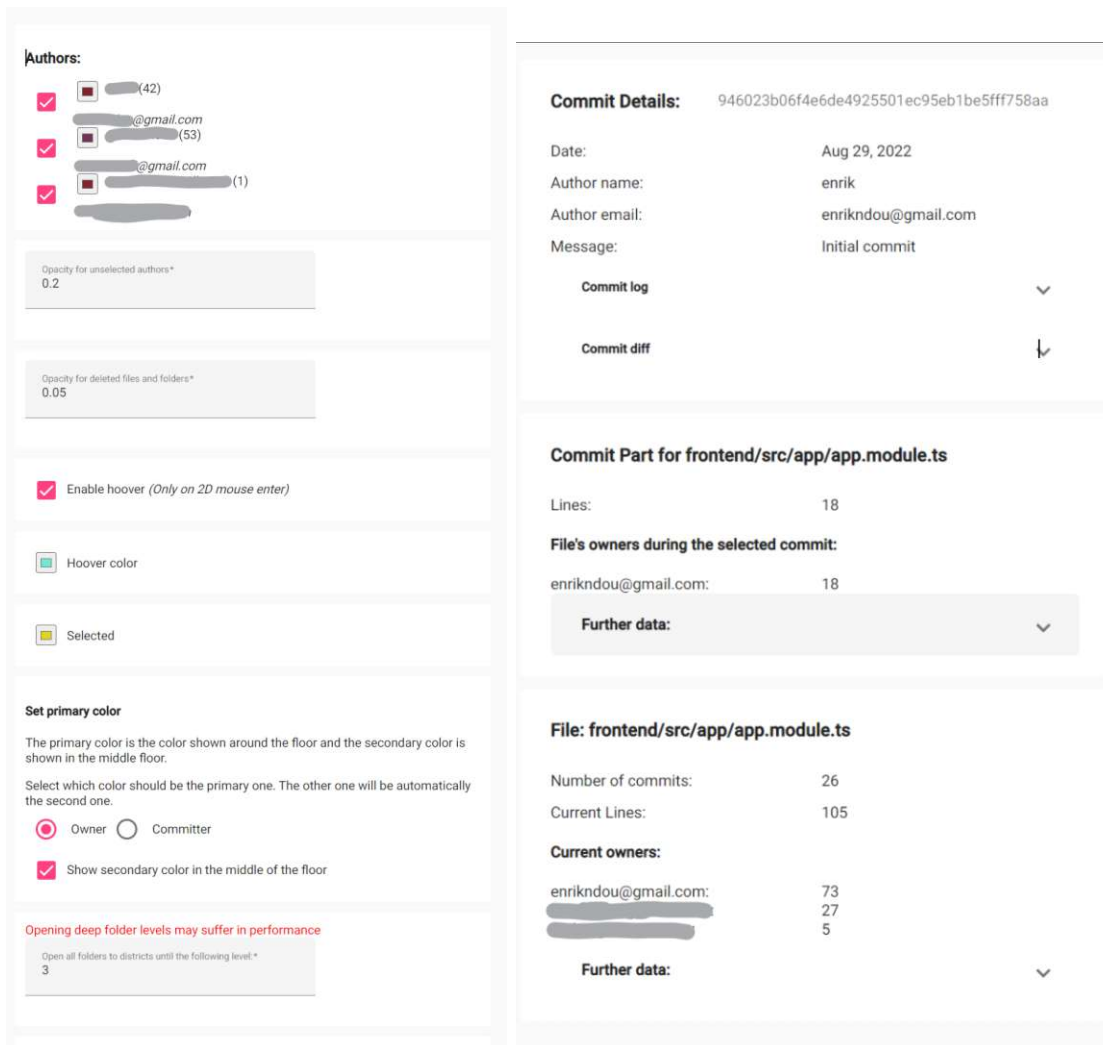 Authors:
(42)
@gmail.com
(53)
@gmail.com
(1)
Opacity for unselected authors*
0.2
Opacity for deleted files and folders*
0.05
Enable hoover (Only on 2D mouse enter)
Hoover color
Selected
Set primary color
The primary color is the color shown around the floor and the secondary color is
shown in the middle floor.
Select which color should be the primary one. The other one will be automatically
the second one.
Owner Committer
Show secondary color in the middle of the floor
Opening deep folder levels may suffer in performance
Open all folders to districts until the following level:*
3
Commit Details: 946023b06f4e6de4925501ec95eb1be5fff758aa
Date: Aug 29, 2022
Author name: enrik
Author email: enrikndou@gmail.com
Message: Initial commit
Commit log
Commit diff
Commit Part for frontend/src/app/app.module.ts
Lines: 18
File's owners during the selected commit:
enrikndou@gmail.com: 18
Further data:
File: frontend/src/app/app.module.ts
Number of commits: 26
Current Lines: 105
Current owners:
enrikndou@gmail.com: 73
27
5
Further data: